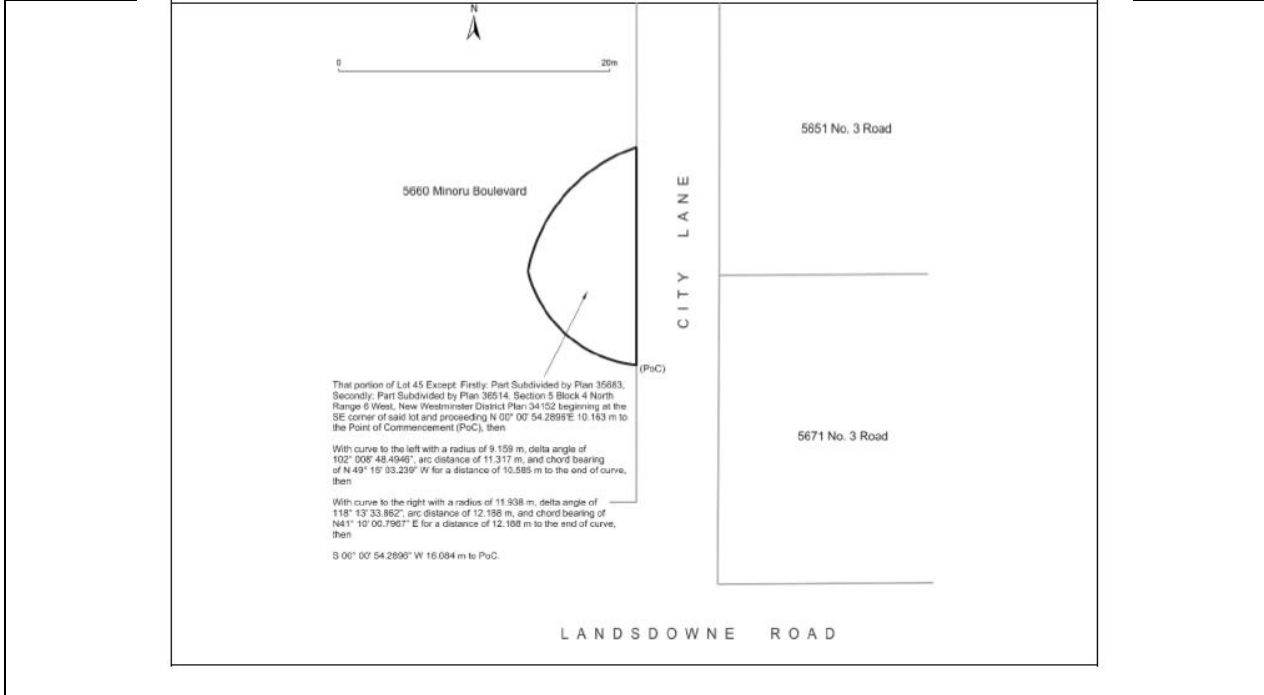 N
0 20m
5651 No. 3 Road
5660 Minoru Boulevard
CITY LANE
(PoC)
That portion of Lot 45 Except: Firstly: Part Subdivided by Plan 35683,
Secondly: Part Subdivided by Plan 36514, Section 5 Block 4 North
Range 6 West, New Westminster District Plan 34152 beginning at the
SE corner of said lot and proceeding N 00° 00' 54.2896"E 10.163 m to
the Point of Commencement (PoC), then
With curve to the left with a radius of 9.159 m, delta angle of
102° 008' 48.4946", arc distance of 11.317 m, and chord bearing
of N 49° 15' 03.239" W for a distance of 10.585 m to the end of curve,
then
With curve to the right with a radius of 11.938 m, delta angle of
118° 13' 33.862", arc distance of 12.188 m, and chord bearing of
N41° 10' 00.7967" E for a distance of 12.168 m to the end of curve,
then
S 00° 00' 54.2896" W 16.084 m to PoC.
5671 No. 3 Road
LANDSDOWNE ROAD